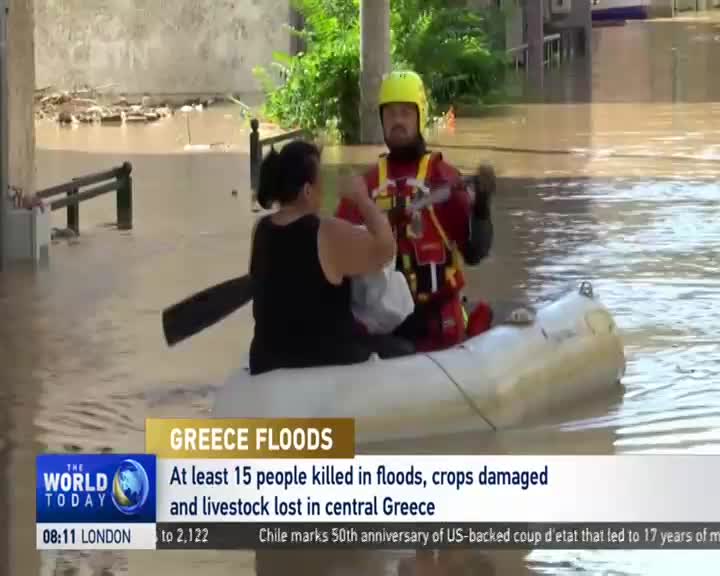 CGTN
GREECE FLOODS
At least 15 people killed in floods, crops damaged
and livestock lost in central Greece
THE
WORLD
TODAY
08:11 LONDON
% to 2,122
Chile marks 50th anniversary of US-backed coup d'etat that led to 17 years of m